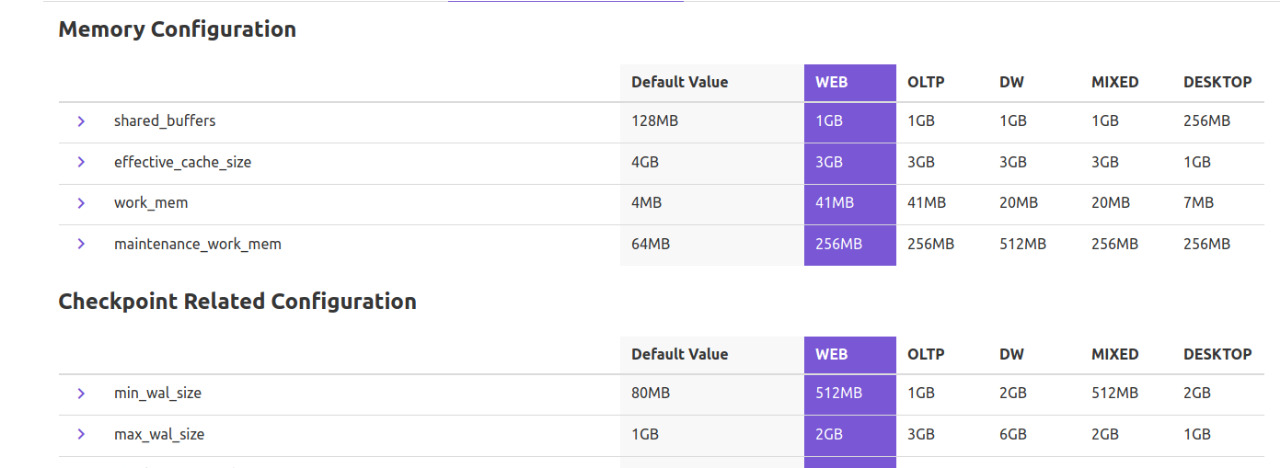 Memory Configuration
Default Value WEB OLTP DW MIXED DESKTOP
shared_buffers 128MB 1GB 1GB 1GB 1GB 256MB
effective_cache_size 4GB 3GB 3GB 3GB 3GB 1GB
work_mem 4MB 41MB 41MB 20MB 20MB 7MB
maintenance_work_mem 64MB 256MB 256MB 512MB 256MB 256MB
Checkpoint Related Configuration
Default Value WEB OLTP DW MIXED DESKTOP
min_wal_size 80MB 512MB 1GB 2GB 512MB 2GB
max_wal_size 1GB 2GB 3GB 6GB 2GB 1GB